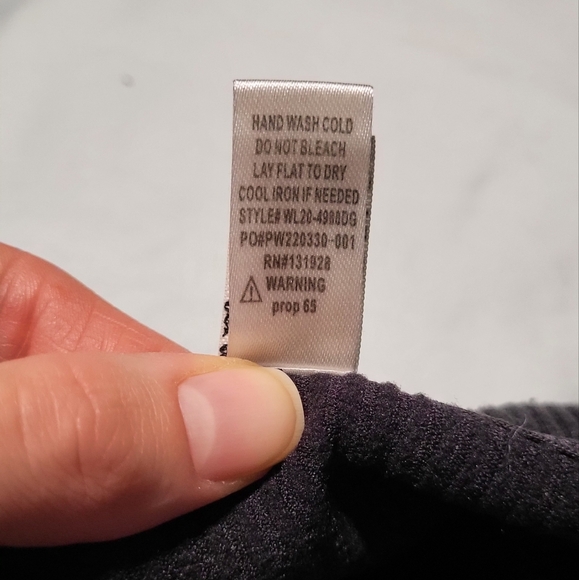 HAND WASH COLD
DO NOT BLEACH
LAY FLAT TO DRY
COOL IRON IF NEEDED
STYLE# WL20-4980DG
PO#PW220330-001
RN#131928
WARNING
prop 65